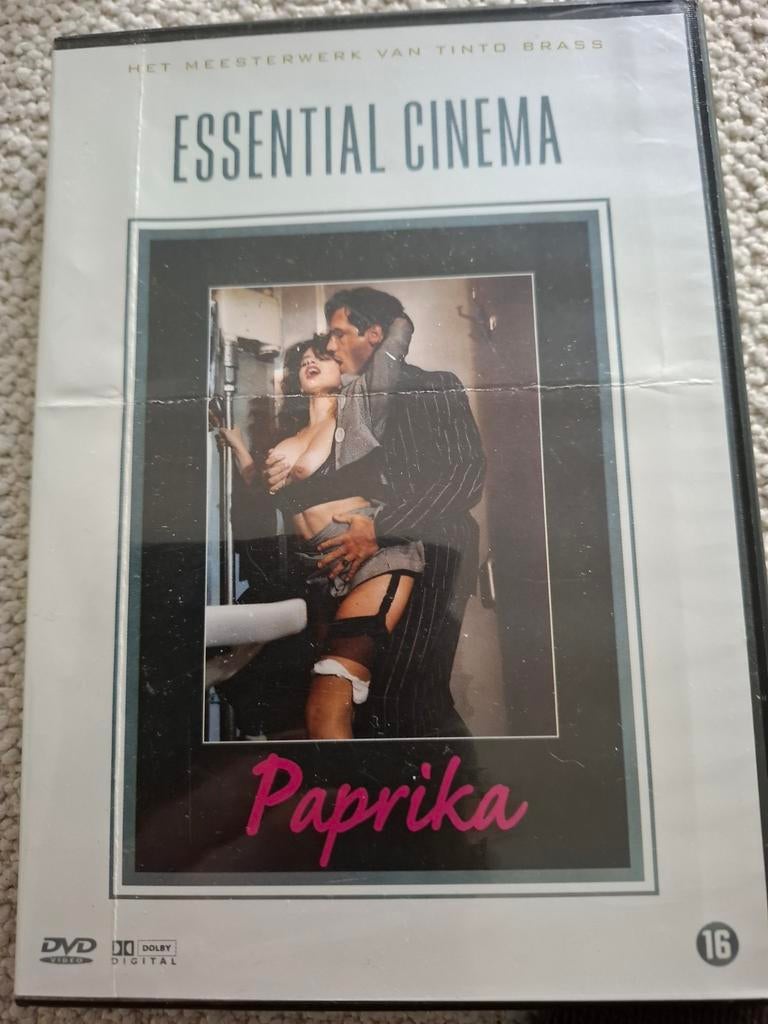 HET MEESTERWERK VAN TINTO BRASS
ESSENTIAL CINEMA
Paprika
DVD VIDEO
DOLBY DIGITAL
16